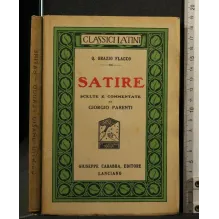 CLASSICI LATINI
Q. ORAZIO FLACCO
SATIRE
SCELTE E COMMENTATE
DA
GIORGIO PARENTI
GIUSEPPE CARABBA, EDITORE
LANCIANO